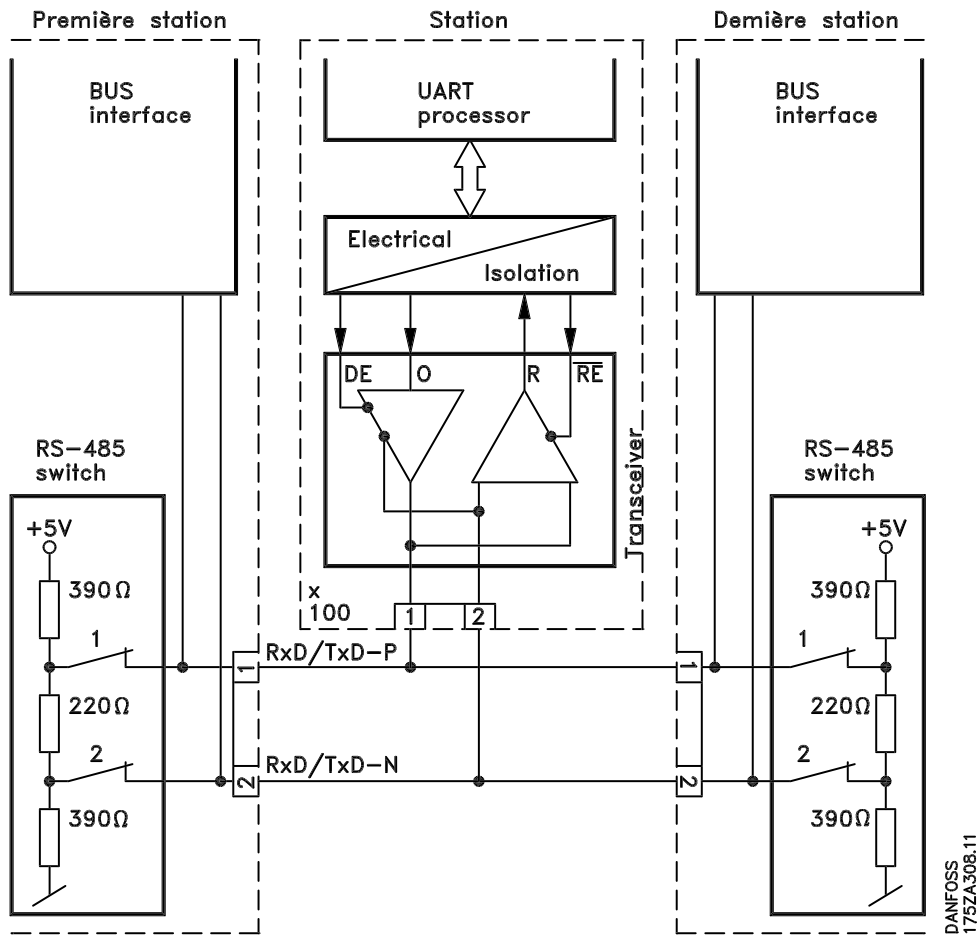 Première station
Station
Demière station
BUS
interface
UART
processor
BUS
interface
Electrical
Isolation
DE
O
R
RE
Transceiver
RS-485
switch
RS-485
switch
+5V
+5V
390Ω
390Ω
x
100
1
2
1
1
RxD/TxD-P
1
1
220Ω
220Ω
2
2
RxD/TxD-N
2
2
390Ω
390Ω
DANFOSS
175ZA308.11